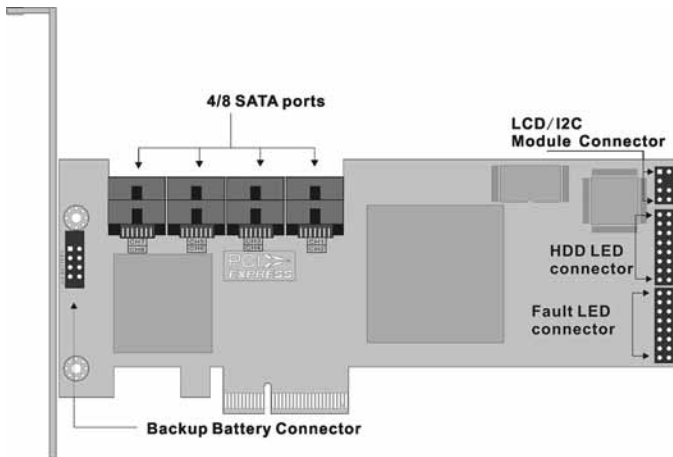 4/8 SATA ports
LCD/I2C
Module Connector
HDD LED
connector
PCI
EXPRESS
Fault LED
connector
Backup Battery Connector